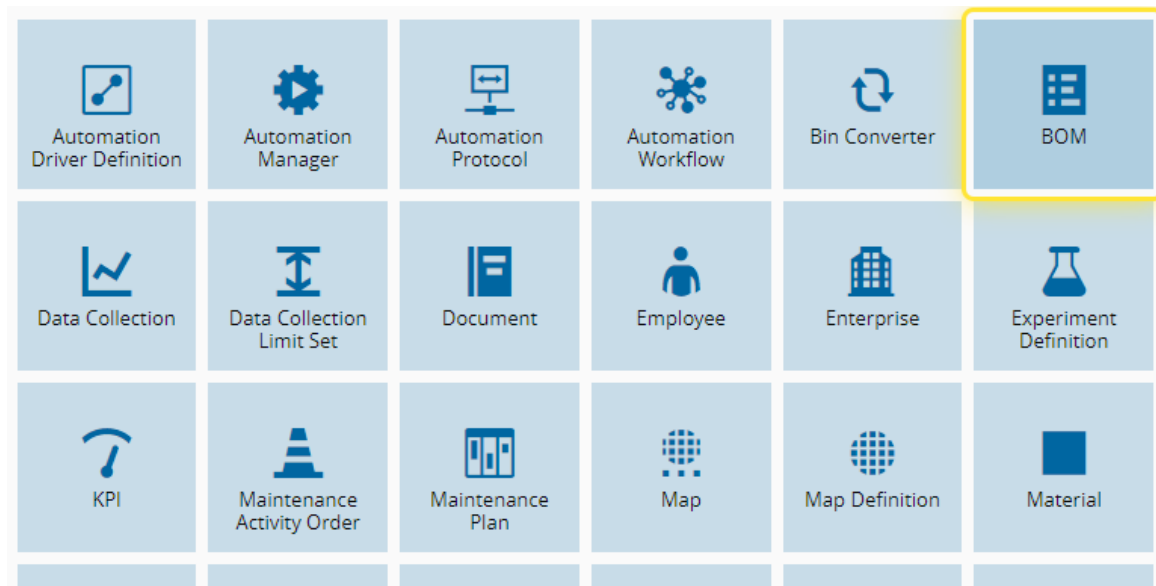 Automation
Driver Definition
Automation
Manager
Automation
Protocol
Automation
Workflow
Bin Converter
BOM
Data Collection
Data Collection
Limit Set
Document
Employee
Enterprise
Experiment
Definition
KPI
Maintenance
Activity Order
Maintenance
Plan
Map
Map Definition
Material